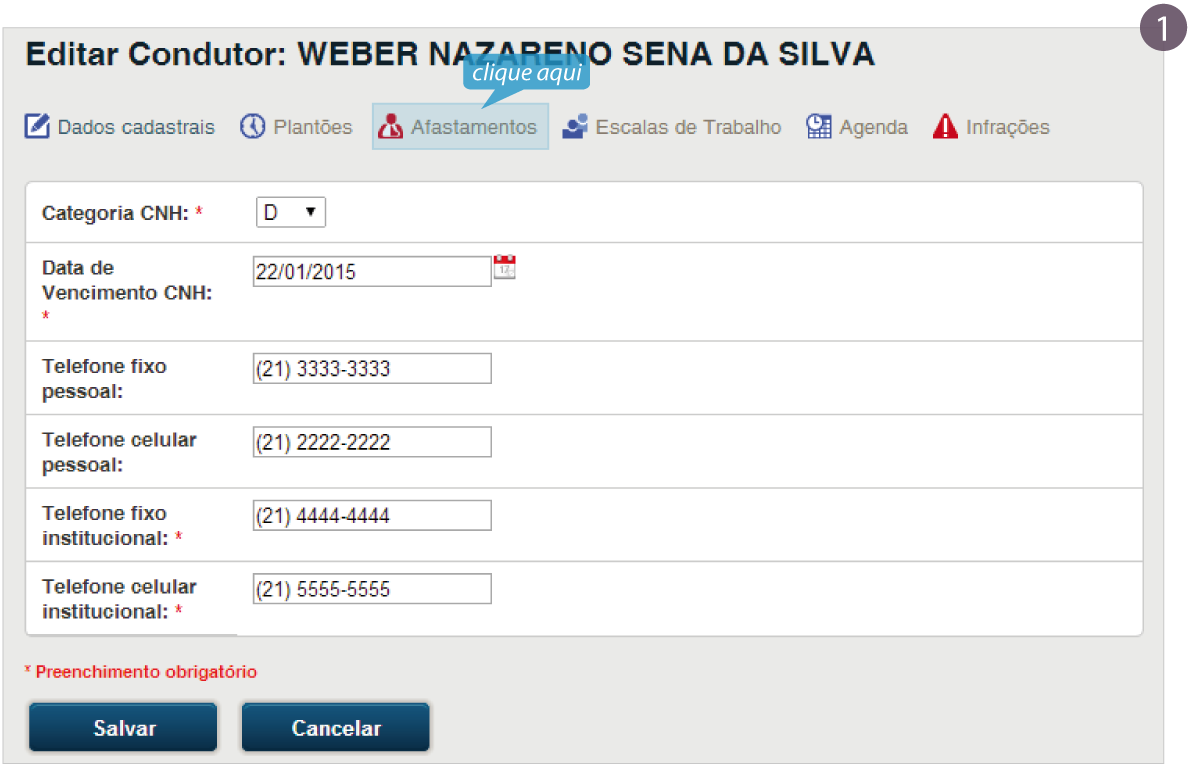 1
Editar Condutor: WEBER NAZARENO SENA DA SILVA
clique aqui
Dados cadastrais Plantões Afastamentos Escalas de Trabalho Agenda Infrações
Categoria CNH: * D
Data de
Vencimento CNH:
*
22/01/2015
17
Telefone fixo
pessoal:
(21) 3333-3333
Telefone celular
pessoal:
(21) 2222-2222
Telefone fixo
institucional: *
(21) 4444-4444
Telefone celular
institucional: *
(21) 5555-5555
* Preenchimento obrigatório
Salvar Cancelar